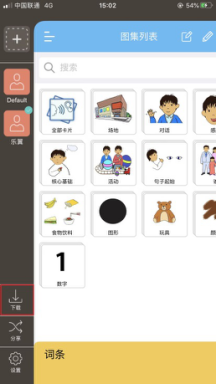 中国联通 4G
15:02
54%
图集列表
搜索
Default
乐翼
全部卡片
场地
对话
核心基础
活动
句子起始
食物饮料
图形
玩具
1
数字
下载
分享
设置
词条